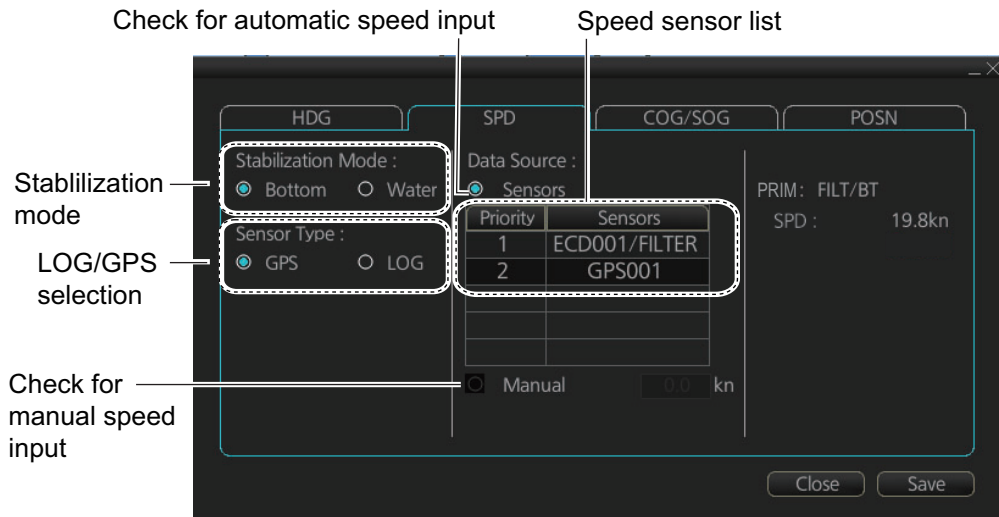 Check for automatic speed input
Speed sensor list
HDG
SPD
COG/SOG
POSN
Stabilization Mode :
Bottom
Water
Data Source :
Sensors
Stablilization
mode
PRIM: FILT/BT
SPD :
19.8kn
Priority
Sensors
1
ECD001/FILTER
2
GPS001
Sensor Type :
GPS
LOG
LOG/GPS
selection
Manual
0.0
kn
Check for
manual speed
input
Close
Save